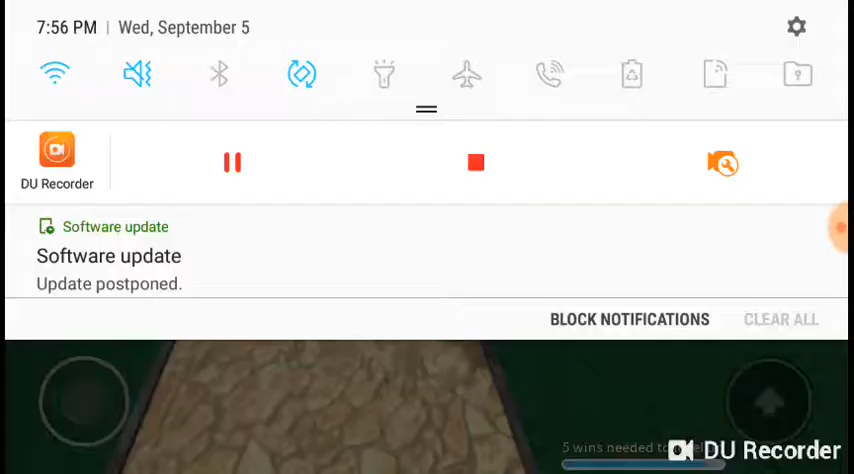 7:56 PM | Wed, September 5
DU Recorder
Software update
Software update
Update postponed.
BLOCK NOTIFICATIONS CLEAR ALL
5 wins needed to
DU Recorder